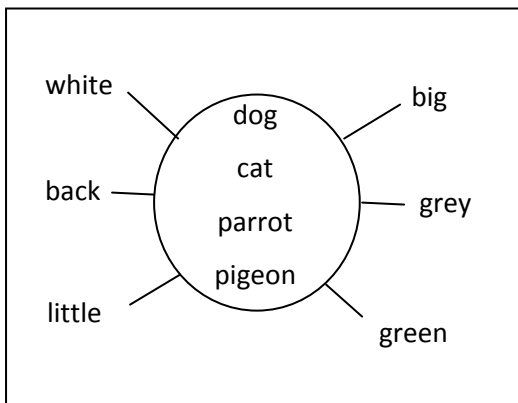 white
big
dog
cat
back
grey
parrot
pigeon
little
green